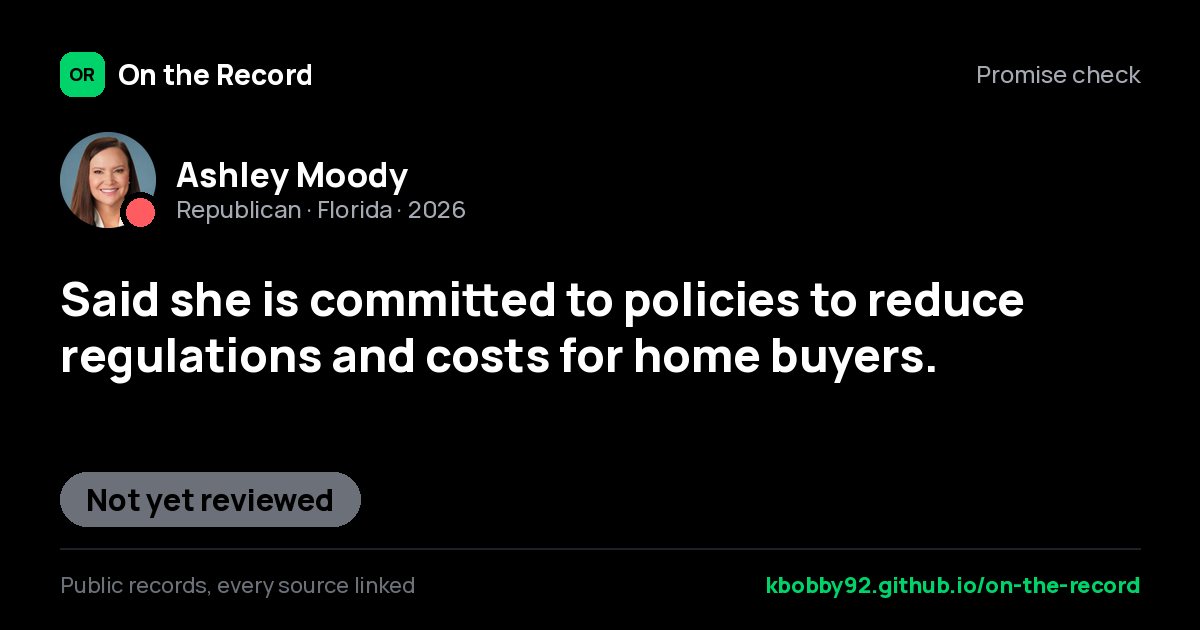 OR On the Record
Promise check
Ashley Moody
Republican · Florida · 2026
Said she is committed to policies to reduce
regulations and costs for home buyers.
Not yet reviewed
Public records, every source linked
kbobby92.github.io/on-the-record